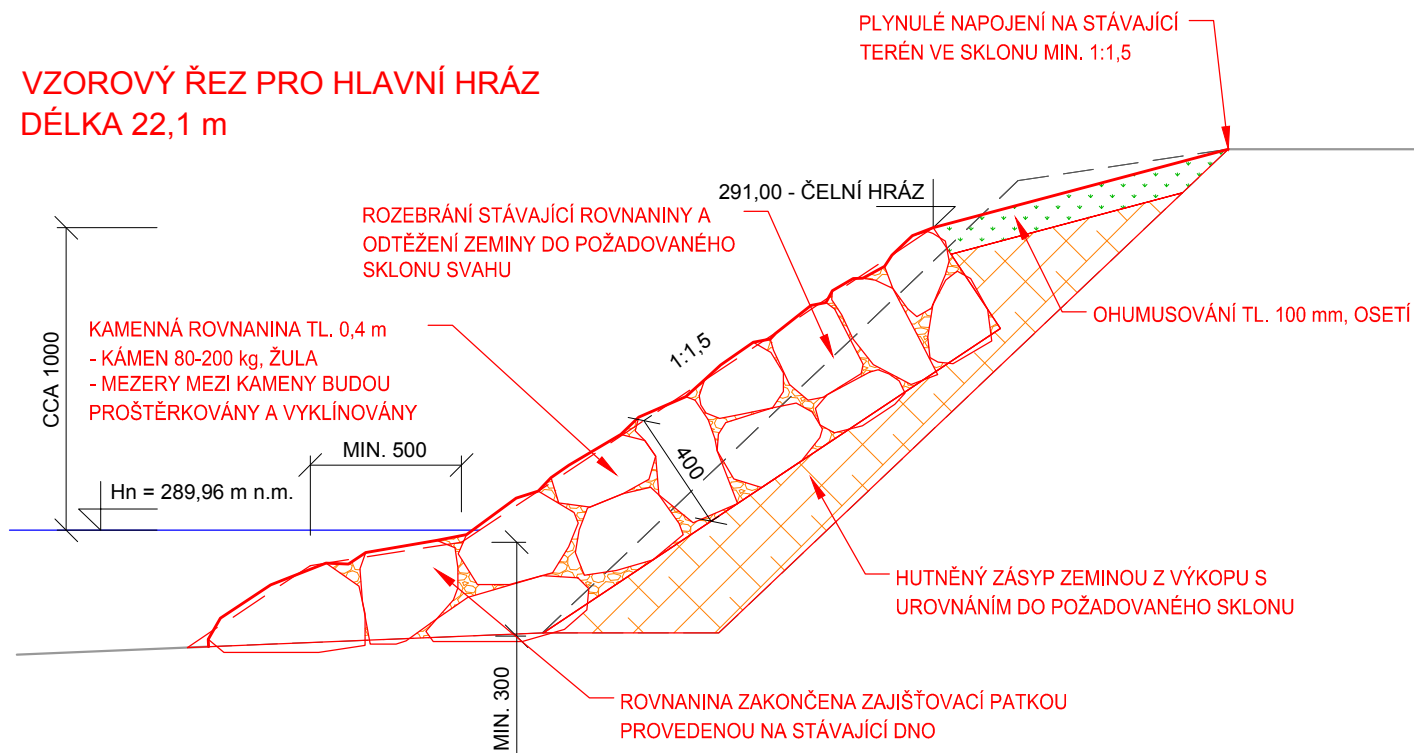 PLYNULÉ NAPOJENÍ NA STÁVAJÍCÍ
TERÉN VE SKLONU MIN. 1:1,5
VZOROVÝ ŘEZ PRO HLAVNÍ HRÁZ
DÉLKA 22,1 m
291,00 - ČELNÍ HRÁZ
ROZEBRÁNÍ STÁVAJÍCÍ ROVNANINY A
ODTĚŽENÍ ZEMINY DO POŽADOVANÉHO
SKLONU SVAHU
OHUMUSOVÁNÍ TL. 100 mm, OSETÍ
KAMENNÁ ROVNANINA TL. 0,4 m
- KÁMEN 80-200 kg, ŽULA
- MEZERY MEZI KAMENY BUDOU
PROŠTĚRKOVÁNY A VYKLÍNOVÁNY
1:1,5
CCA 1000
MIN. 500
400
Hn = 289,96 m n.m.
HUTNĚNÝ ZÁSYP ZEMINOU Z VÝKOPU S
UROVNÁNÍM DO POŽADOVANÉHO SKLONU
MIN. 300
ROVNANINA ZAKONČENA ZAJIŠŤOVACÍ PATKOU
PROVEDENOU NA STÁVAJÍCÍ DNO